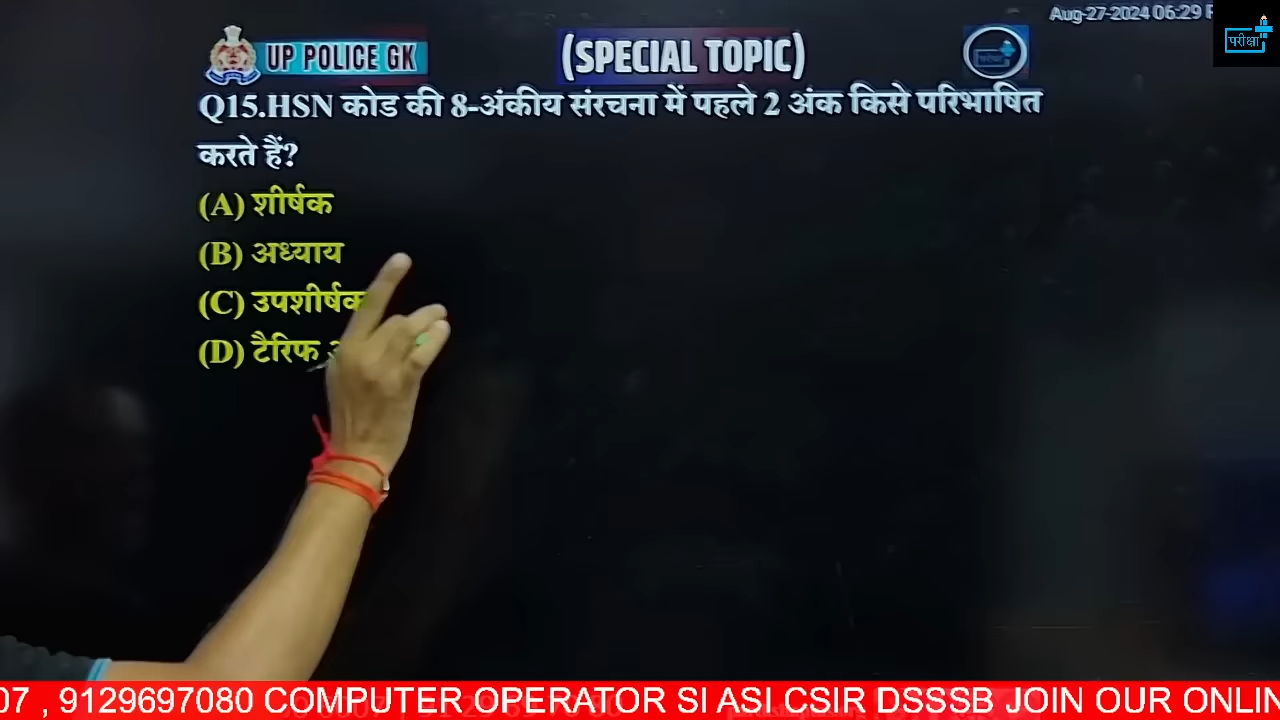 Aug-27-2024 06:29
परीक्षा
UP POLICE GK
(SPECIAL TOPIC)
Q15.HSN कोड की 8-अंकीय संरचना में पहले 2 अंक किसे परिभाषित
करते हैं?
(A) शीर्षक
(B) अध्याय
(C) उपशीर्षक
(D) टैरिफ
07 , 9129697080 COMPUTER OPERATOR SI ASI CSIR DSSSB JOIN OUR ONLIN